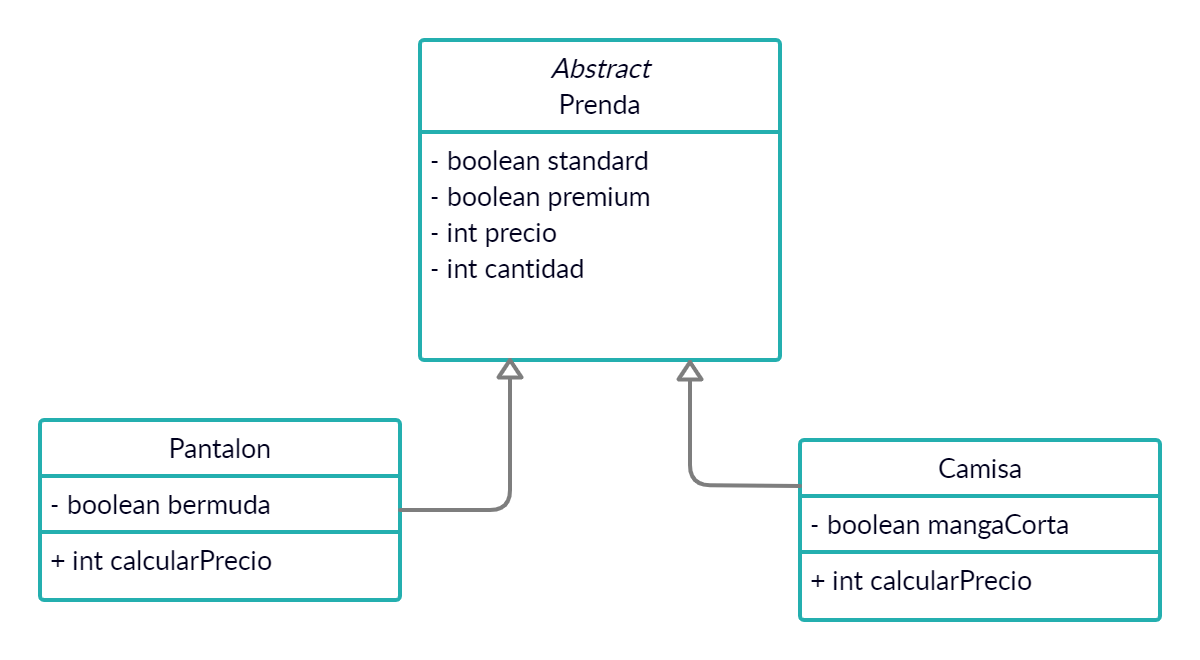 Abstract
Prenda
- boolean standard
- boolean premium
- int precio
- int cantidad
Pantalon
- boolean bermuda
+ int calcularPrecio
Camisa
- boolean mangaCorta
+ int calcularPrecio